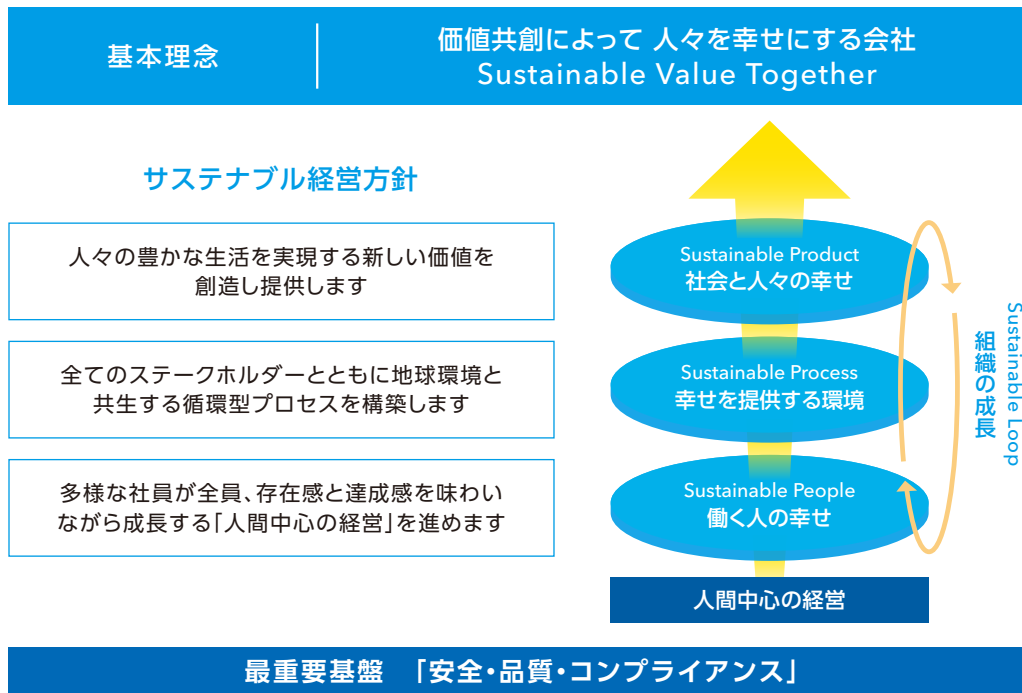 基本理念
価値共創によって 人々を幸せにする会社
Sustainable Value Together
サステナブル経営方針
人々の豊かな生活を実現する新しい価値を
創造し提供します
全てのステークホルダーとともに地球環境と
共生する循環型プロセスを構築します
多様な社員が全員、存在感と達成感を味わい
ながら成長する「人間中心の経営」を進めます
Sustainable Product
社会と人々の幸せ
Sustainable Process
幸せを提供する環境
Sustainable People
働く人の幸せ
人間中心の経営
Sustainable Loop
組織の成長
最重要基盤 「安全・品質・コンプライアンス」